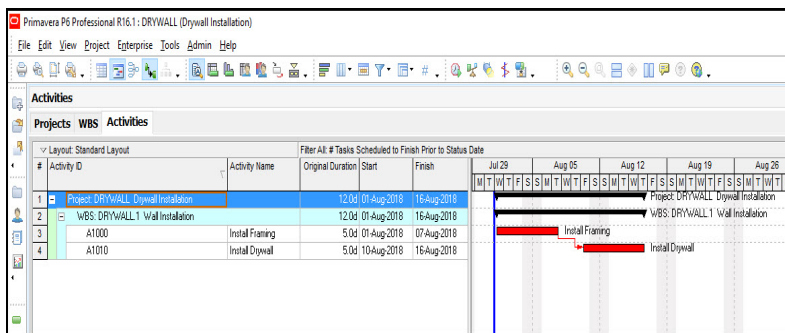 Primavera P6 Professional R16.1 : DRYWALL (Drywall Installation)
File Edit View Project Enterprise Tools Admin Help
Activities
Projects WBS Activities
Layout: Standard Layout Filter All: # Tasks Scheduled to Finish Prior to Status Date
# Activity ID Activity Name Original Duration Start Finish Jul 29 Aug 05 Aug 12 Aug 19 Aug 26
M T W T F S S M T W T F S S M T W T F S S M T W T F S S M T W T
1 Project: DRYWALL Drywall Installation 12.0d 01-Aug-2018 16-Aug-2018 Project: DRYWALL Drywall Installation
2 WBS: DRYWALL.1 Wall Installation 12.0d 01-Aug-2018 16-Aug-2018 WBS: DRYWALL.1 Wall Installation
3 A1000 Install Framing 5.0d 01-Aug-2018 07-Aug-2018 Install Framing
4 A1010 Install Drywall 5.0d 10-Aug-2018 16-Aug-2018 Install Drywall